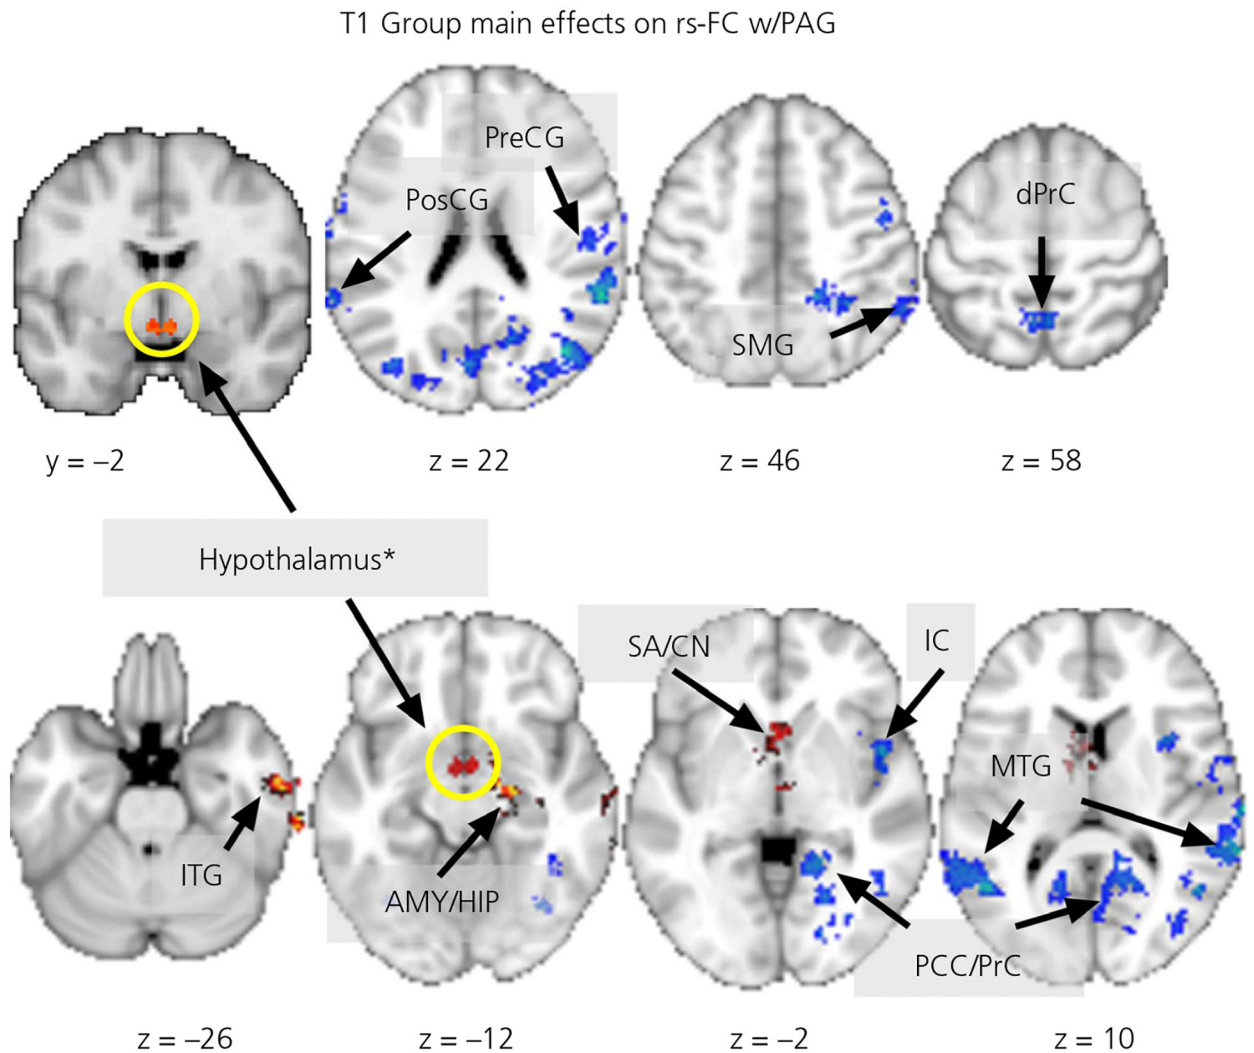 T1 Group main effects on rs-FC w/PAG
PreCG
PosCG
dPrC
SMG
y = –2
z = 22
z = 46
z = 58
Hypothalamus*
SA/CN
IC
MTG
ITG
AMY/HIP
PCC/PrC
z = –26
z = –12
z = –2
z = 10